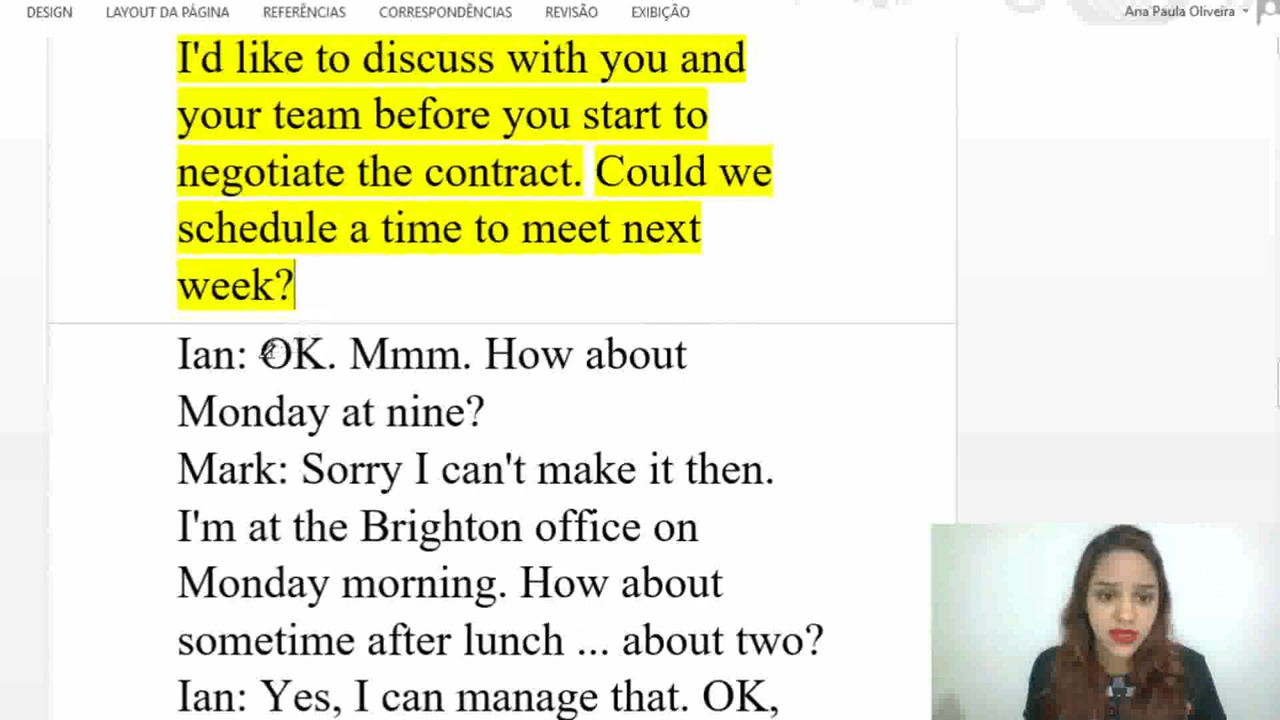 DESIGN LAYOUT DA PÁGINA REFERÊNCIAS CORRESPONDÊNCIAS REVISÃO EXIBIÇÃO Ana Paula Oliveira
I'd like to discuss with you and
your team before you start to
negotiate the contract. Could we
schedule a time to meet next
week?
Ian: OK. Mmm. How about
Monday at nine?
Mark: Sorry I can't make it then.
I'm at the Brighton office on
Monday morning. How about
sometime after lunch ... about two?
Ian: Yes, I can manage that. OK,